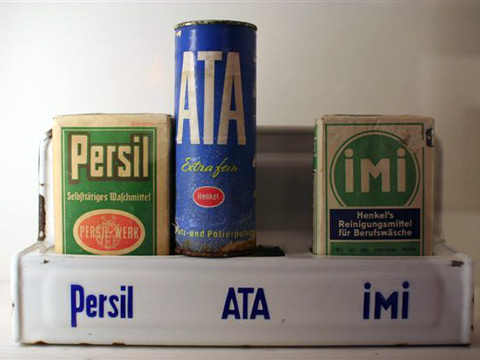 Persil
Selbsttätiges Waschmittel
PERSIL-WERK
ATA
Extra fein
Henkel
Putz- und Polierpulver
iMi
Henkel's
Reinigungsmittel
für Berufswäsche
Persil
ATA
iMi